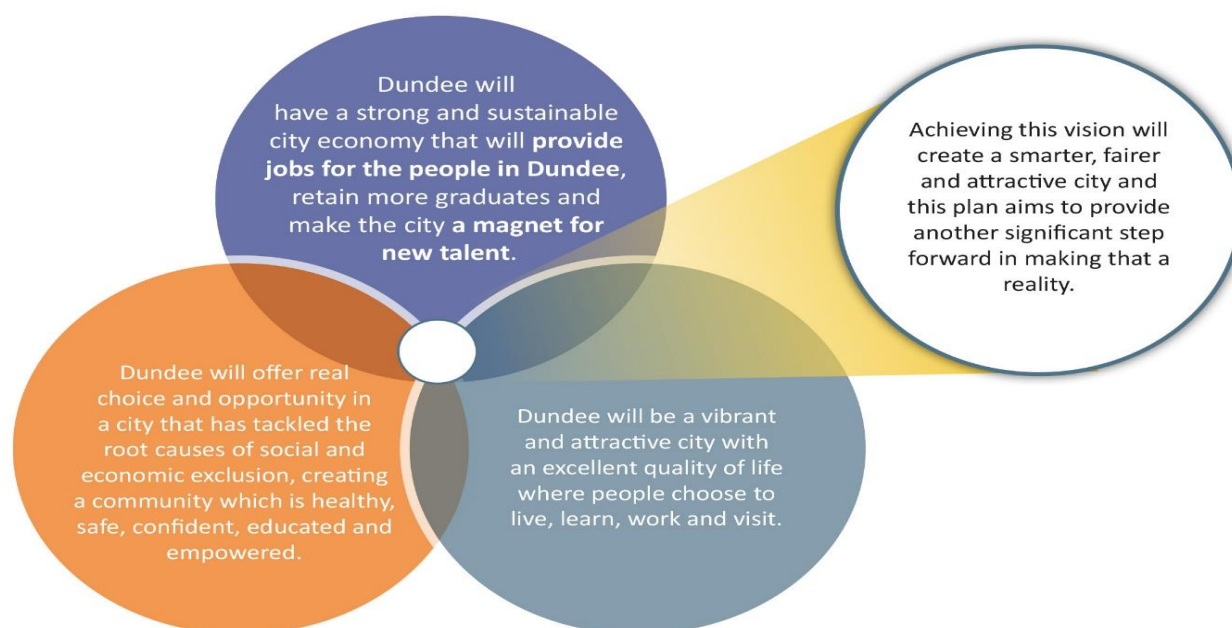 Dundee will
have a strong and sustainable
city economy that will provide
jobs for the people in Dundee,
retain more graduates and
make the city a magnet for
new talent.
Achieving this vision will
create a smarter, fairer
and attractive city and
this plan aims to provide
another significant step
forward in making that a
reality.
Dundee will offer real
choice and opportunity in
a city that has tackled the
root causes of social and
economic exclusion, creating
a community which is healthy,
safe, confident, educated and
empowered.
Dundee will be a vibrant
and attractive city with
an excellent quality of life
where people choose to
live, learn, work and visit.